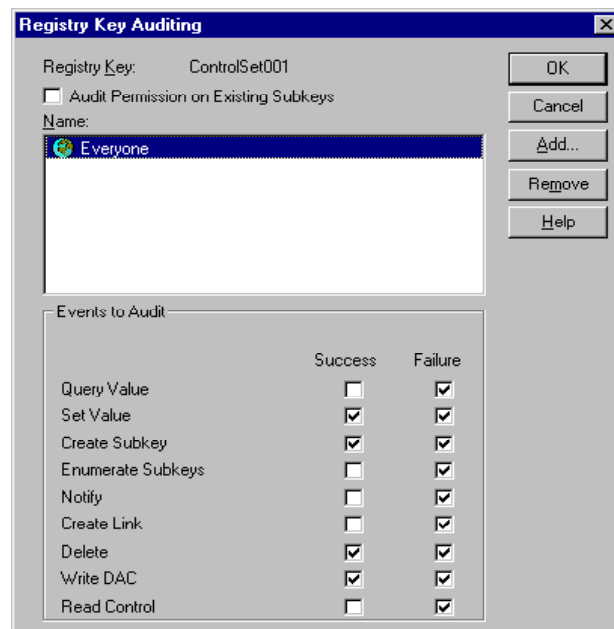 Registry Key Auditing
Registry Key: ControlSet001
OK
Audit Permission on Existing Subkeys
Cancel
Name:
Everyone
Add...
Remove
Help
Events to Audit
Success Failure
Query Value
Set Value
Create Subkey
Enumerate Subkeys
Notify
Create Link
Delete
Write DAC
Read Control